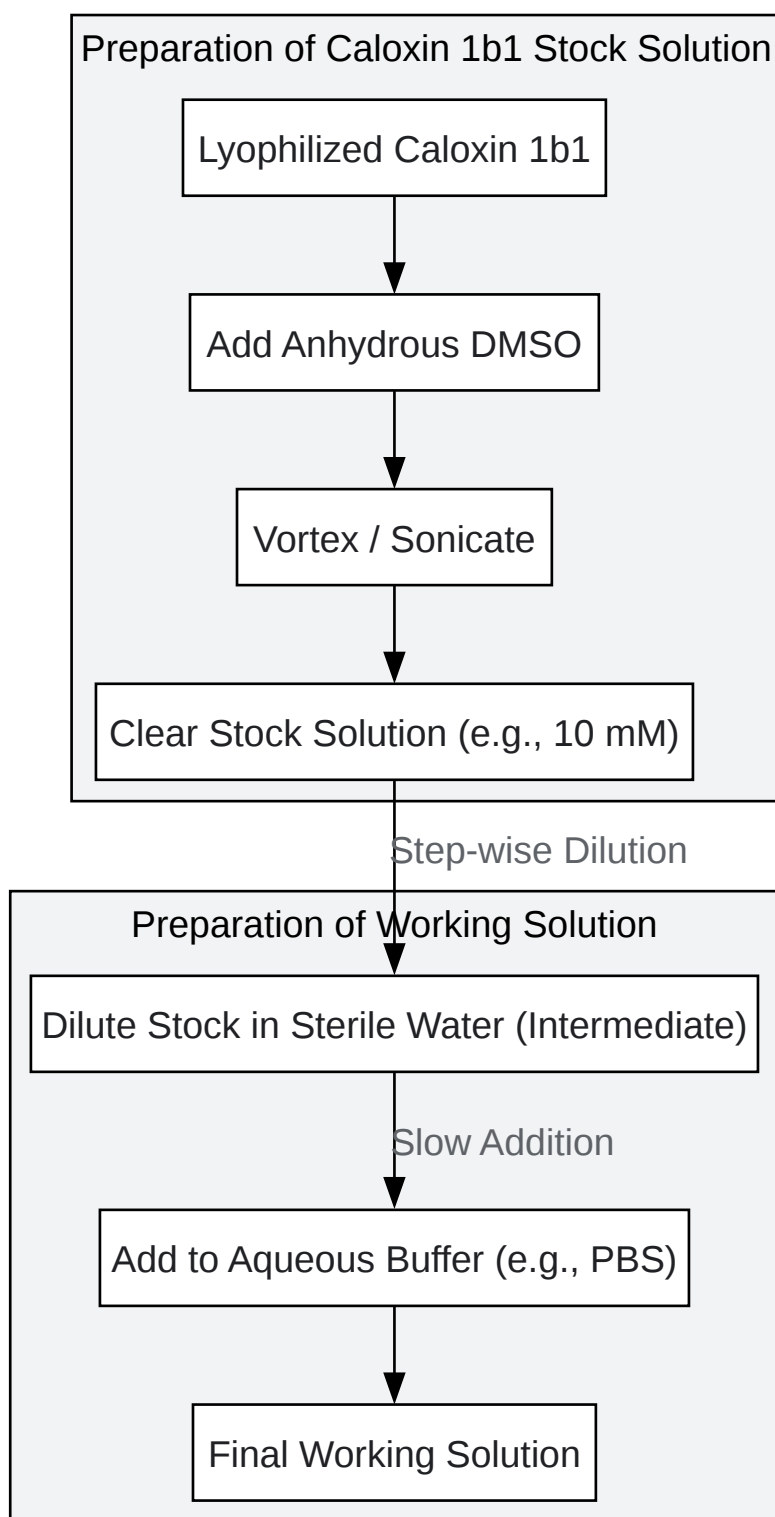 Preparation of Caloxin 1b1 Stock Solution
Lyophilized Caloxin 1b1
Add Anhydrous DMSO
Vortex / Sonicate
Clear Stock Solution (e.g., 10 mM)
Step-wise Dilution
Preparation of Working Solution
Dilute Stock in Sterile Water (Intermediate)
Slow Addition
Add to Aqueous Buffer (e.g., PBS)
Final Working Solution